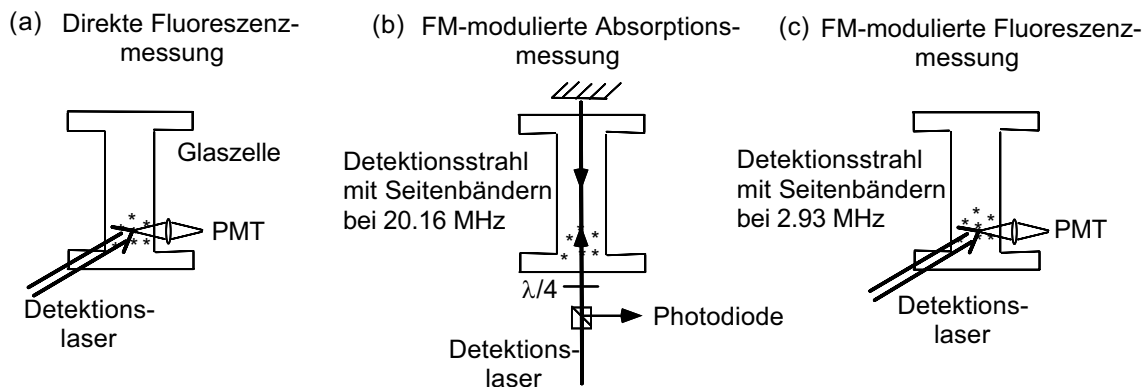 (a) Direkte Fluoreszenz-
messung
Glaszelle
PMT
Detektions-
laser
(b) FM-modulierte Absorptions-
messung
Detektionsstrahl
mit Seitenbändern
bei 20.16 MHz
λ/4
Photodiode
Detektions-
laser
(c) FM-modulierte Fluoreszenz-
messung
Detektionsstrahl
mit Seitenbändern
bei 2.93 MHz
PMT
Detektions-
laser